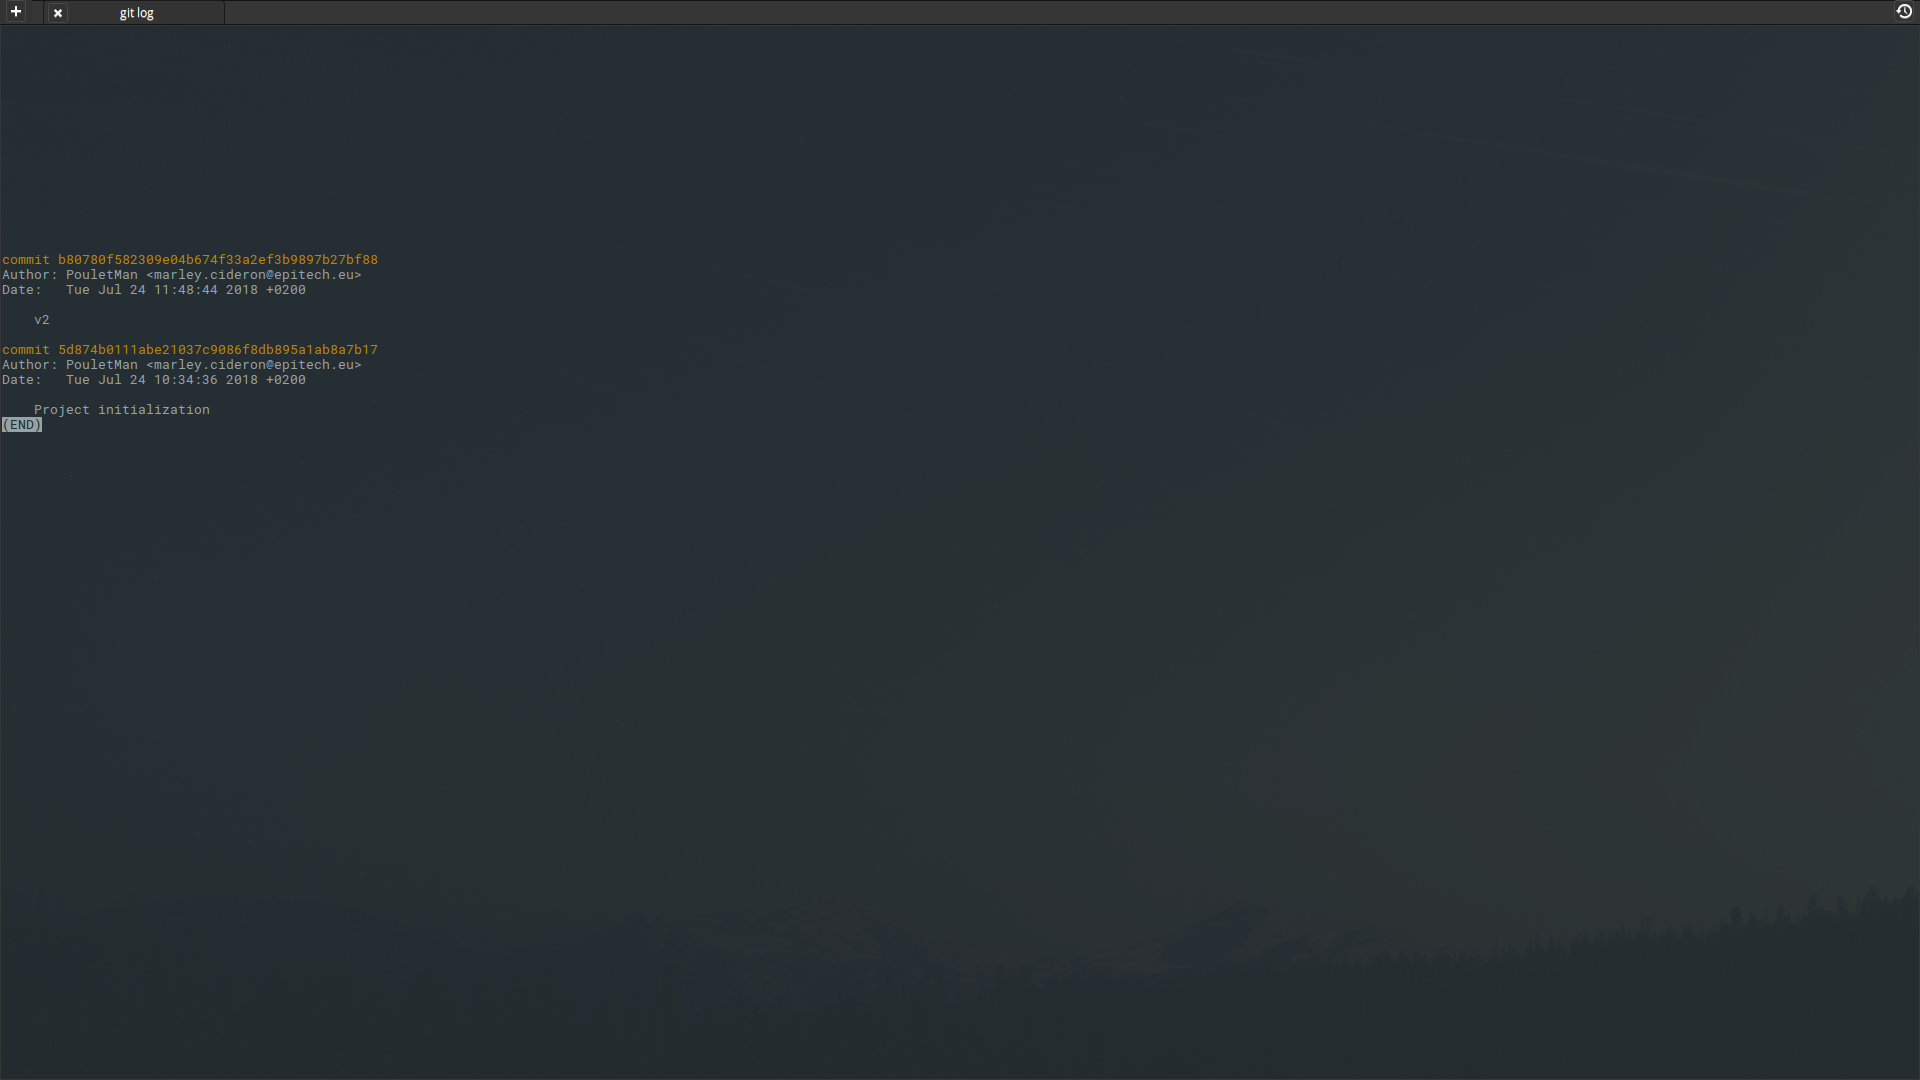 git log
commit b80780f582309e04b674f33a2ef3b9897b27bf88
Author: PouletMan <marley.cideron@epitech.eu>
Date:   Tue Jul 24 11:48:44 2018 +0200
v2
commit 5d874b0111abe21037c9086f8db895a1ab8a7b17
Author: PouletMan <marley.cideron@epitech.eu>
Date:   Tue Jul 24 10:34:36 2018 +0200
Project initialization
(END)